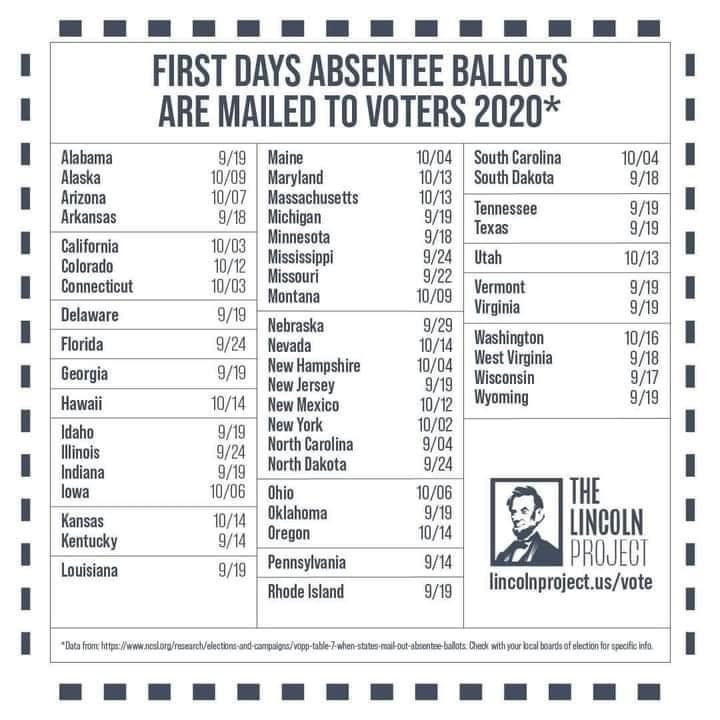 FIRST DAYS ABSENTEE BALLOTS
ARE MAILED TO VOTERS 2020*
Alabama 9/19
Alaska 10/09
Arizona 10/07
Arkansas 9/18
California 10/03
Colorado 10/12
Connecticut 10/03
Delaware 9/19
Florida 9/24
Georgia 9/19
Hawaii 10/14
Idaho 9/19
Illinois 9/24
Indiana 9/19
Iowa 10/06
Kansas 10/14
Kentucky 9/14
Louisiana 9/19
Maine 10/04
Maryland 10/13
Massachusetts 10/13
Michigan 9/19
Minnesota 9/18
Mississippi 9/24
Missouri 9/22
Montana 10/09
Nebraska 9/29
Nevada 10/14
New Hampshire 10/04
New Jersey 9/19
New Mexico 10/12
New York 10/02
North Carolina 9/04
North Dakota 9/24
Ohio 10/06
Oklahoma 9/19
Oregon 10/14
Pennsylvania 9/14
Rhode Island 9/19
South Carolina 10/04
South Dakota 9/18
Tennessee 9/19
Texas 9/19
Utah 10/13
Vermont 9/19
Virginia 9/19
Washington 10/16
West Virginia 9/18
Wisconsin 9/17
Wyoming 9/19
THE
LINCOLN
PROJECT
lincolnproject.us/vote
*Data from: https://www.ncsl.org/research/elections-and-campaigns/vopp-table-7-when-states-mail-out-absentee-ballots. Check with your local boards of election for specific info.